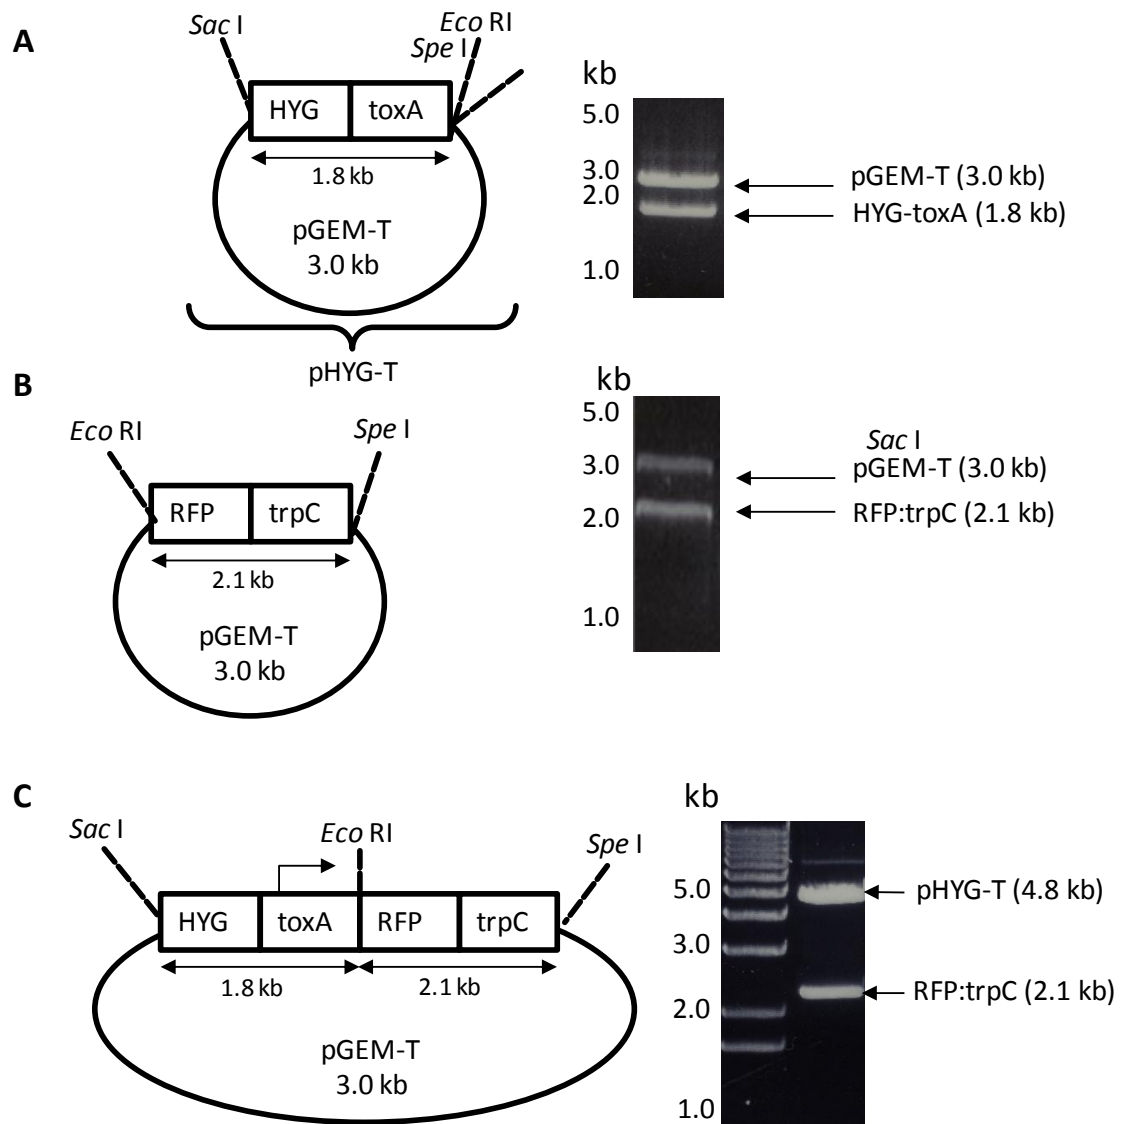 A
Sac I
Eco RI
Spe I
HYG
toxA
1.8 kb
pGEM-T
3.0 kb
pHYG-T
kb
5.0
3.0
2.0
1.0
pGEM-T (3.0 kb)
HYG-toxA (1.8 kb)
B
Eco RI
Spe I
RFP
trpC
2.1 kb
pGEM-T
3.0 kb
kb
5.0
3.0
2.0
1.0
Sac I
pGEM-T (3.0 kb)
RFP:trpC (2.1 kb)
C
Sac I
Eco RI
Spe I
HYG
toxA
RFP
trpC
1.8 kb
2.1 kb
pGEM-T
3.0 kb
kb
5.0
3.0
2.0
1.0
pHYG-T (4.8 kb)
RFP:trpC (2.1 kb)